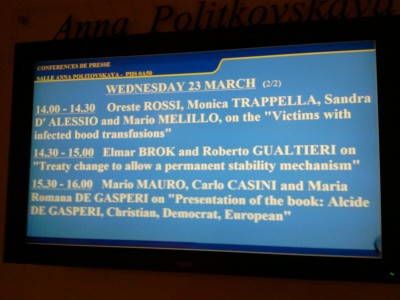 Anna Politkovskaya
CONFERENCES DE PRESSE
SALLE ANNA POLITOVSKAYA - PHS 0A50
WEDNESDAY 23 MARCH (2/2)
14.00 - 14.30 Oreste ROSSI, Monica TRAPPELLA, Sandra
D' ALESSIO and Mario MELILLO, on the "Victims with
infected bood transfusions"
14.30 - 15.00 Elmar BROK and Roberto GUALTIERI on
"Treaty change to allow a permanent stability mechanism"
15.30 - 16.00 Mario MAURO, Carlo CASINI and Maria
Romana DE GASPERI on "Presentation of the book: Alcide
DE GASPERI, Christian, Democrat, European"